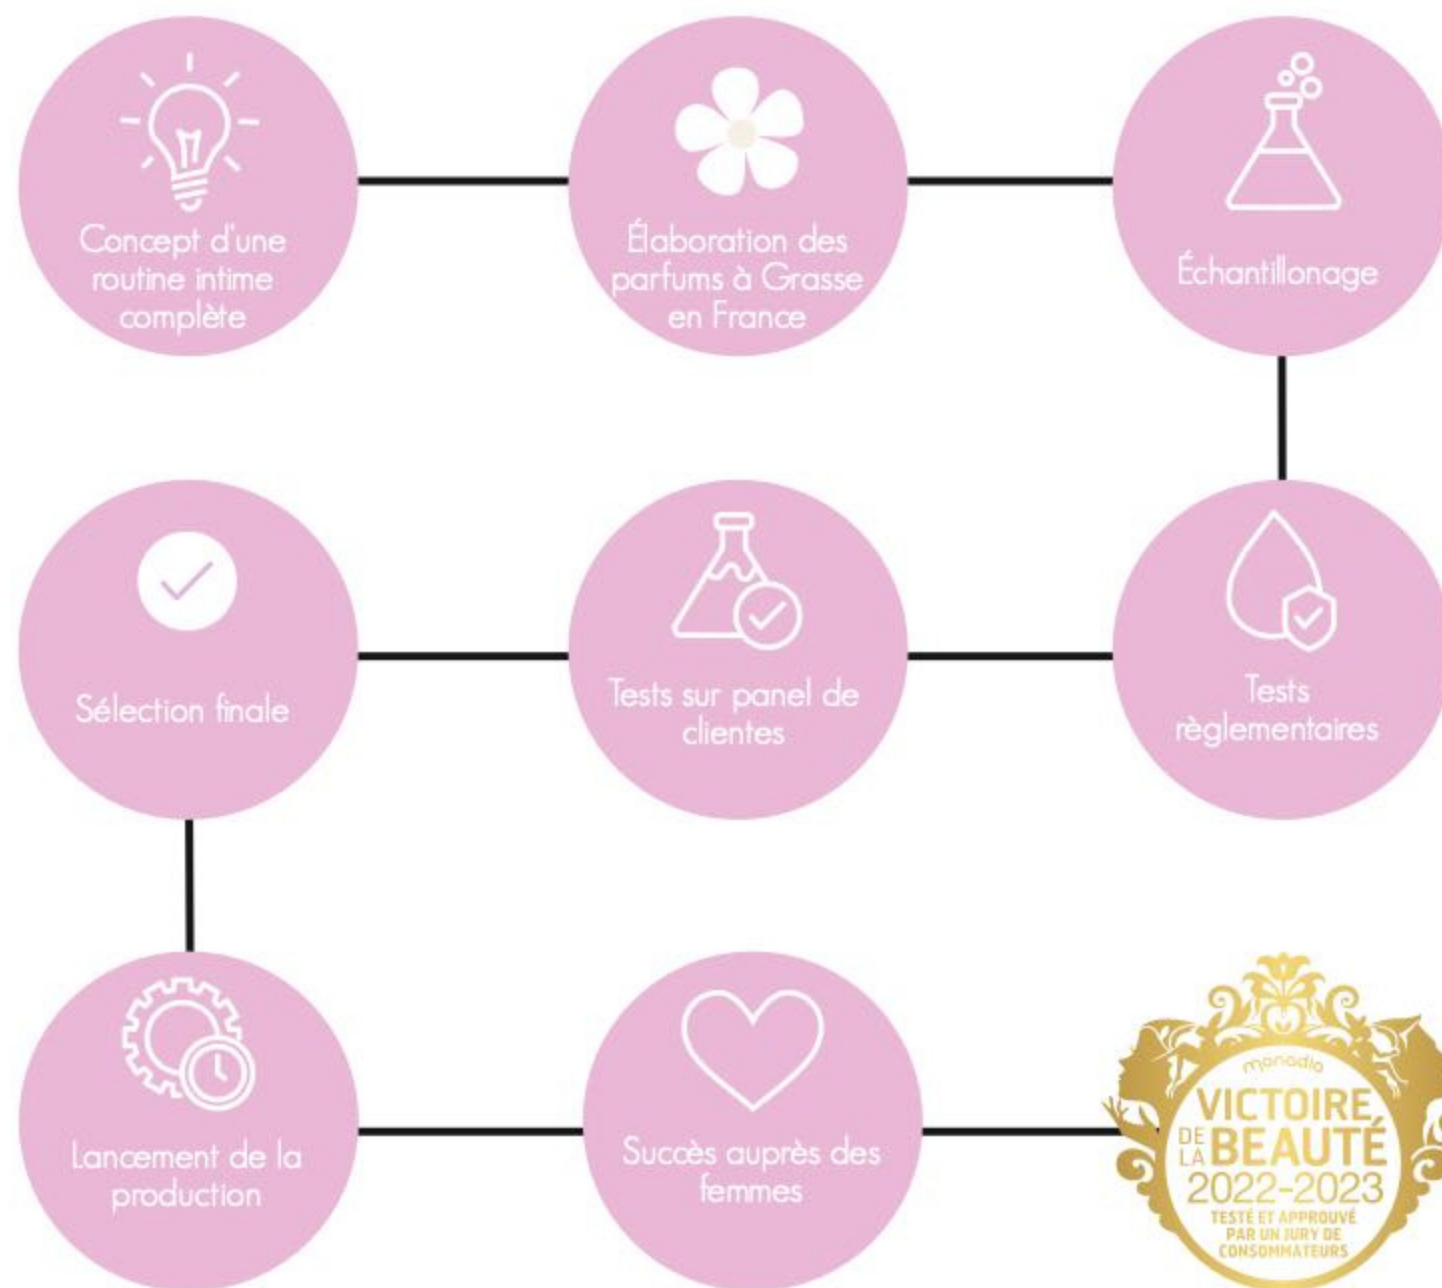 Concept d'une
routine intime
complète
Élaboration des
parfums à Grasse
en France
Échantillonage
Tests
règlementaires
Tests sur panel de
clientes
Sélection finale
Lancement de la
production
Succès auprès des
femmes
monadia
VICTOIRE
DE LA BEAUTÉ
2022-2023
TESTÉ ET APPROUVÉ
PAR UN JURY DE
CONSOMMATEURS